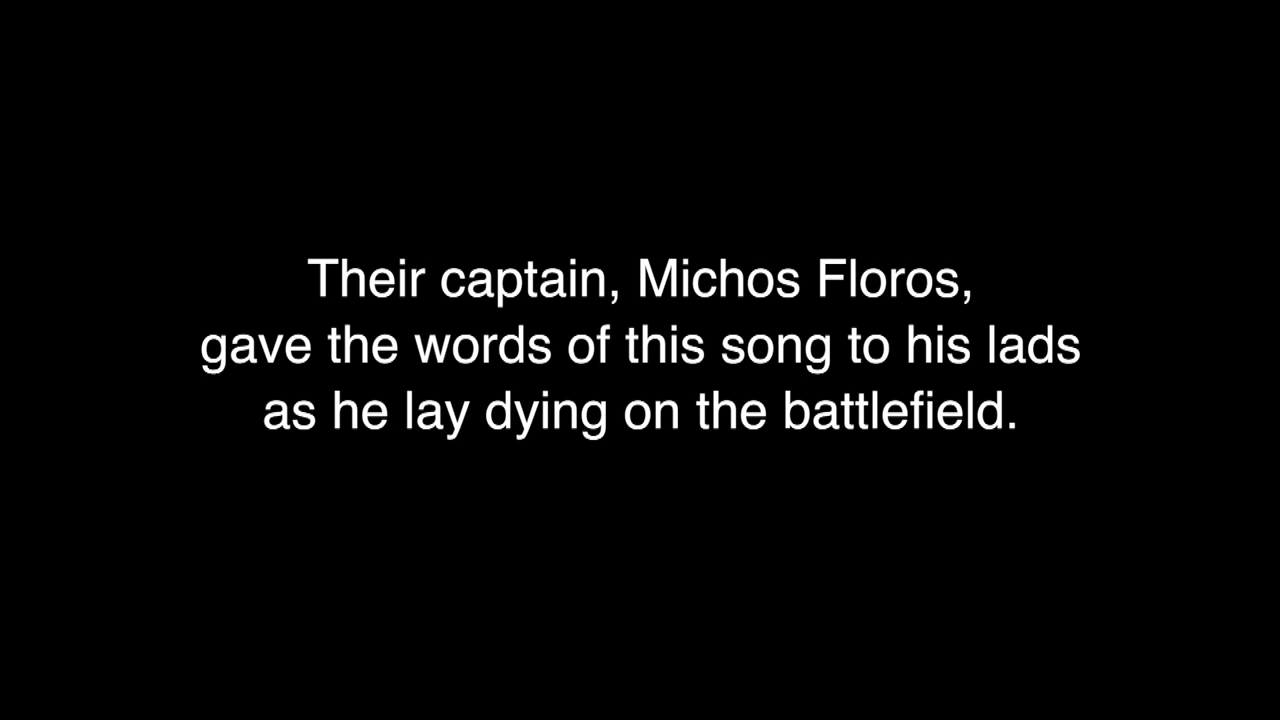 Their captain, Michos Floros,
gave the words of this song to his lads
as he lay dying on the battlefield.